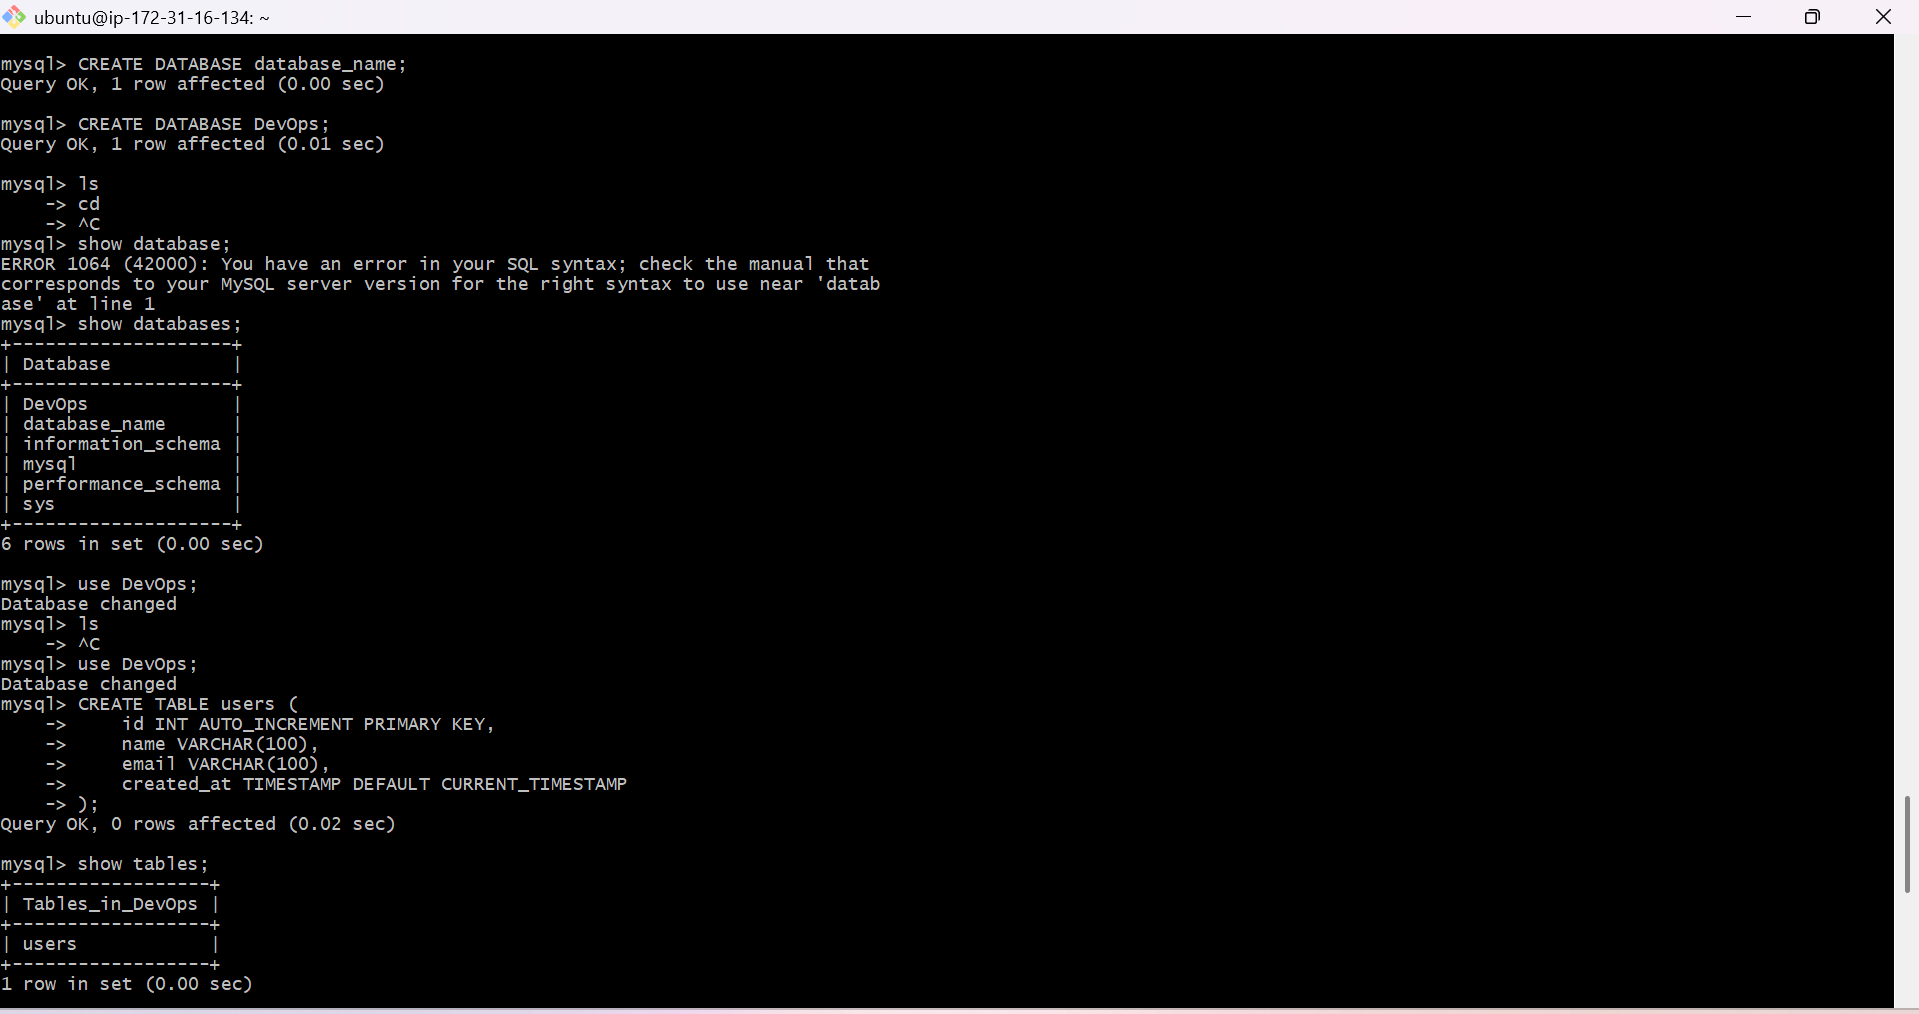 ubuntu@ip-172-31-16-134: ~
mysql> CREATE DATABASE database_name;
Query OK, 1 row affected (0.00 sec)
mysql> CREATE DATABASE DevOps;
Query OK, 1 row affected (0.01 sec)
mysql> ls
    -> cd
    -> ^C
mysql> show database;
ERROR 1064 (42000): You have an error in your SQL syntax; check the manual that
corresponds to your MySQL server version for the right syntax to use near 'datab
ase' at line 1
mysql> show databases;
+--------------------+
| Database           |
+--------------------+
| DevOps             |
| database_name      |
| information_schema |
| mysql              |
| performance_schema |
| sys                |
+--------------------+
6 rows in set (0.00 sec)
mysql> use DevOps;
Database changed
mysql> ls
    -> ^C
mysql> use DevOps;
Database changed
mysql> CREATE TABLE users (
    ->     id INT AUTO_INCREMENT PRIMARY KEY,
    ->     name VARCHAR(100),
    ->     email VARCHAR(100),
    ->     created_at TIMESTAMP DEFAULT CURRENT_TIMESTAMP
    -> );
Query OK, 0 rows affected (0.02 sec)
mysql> show tables;
+------------------+
| Tables_in_DevOps |
+------------------+
| users            |
+------------------+
1 row in set (0.00 sec)